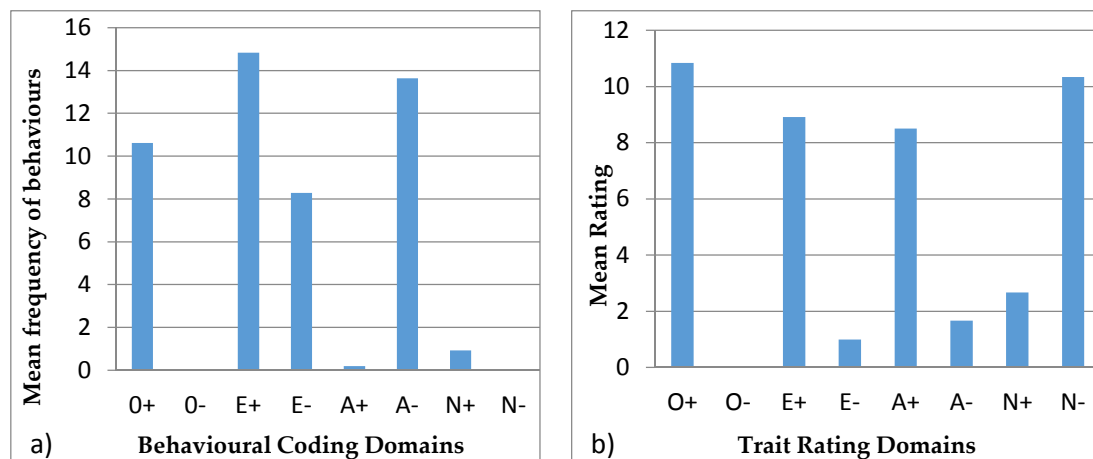 Mean frequency of behaviours
16
14
12
10
8
6
4
2
0
0+ 0- E+ E- A+ A- N+ N-
a) Behavioural Coding Domains
Mean Rating
12
10
8
6
4
2
0
O+ O- E+ E- A+ A- N+ N-
b) Trait Rating Domains